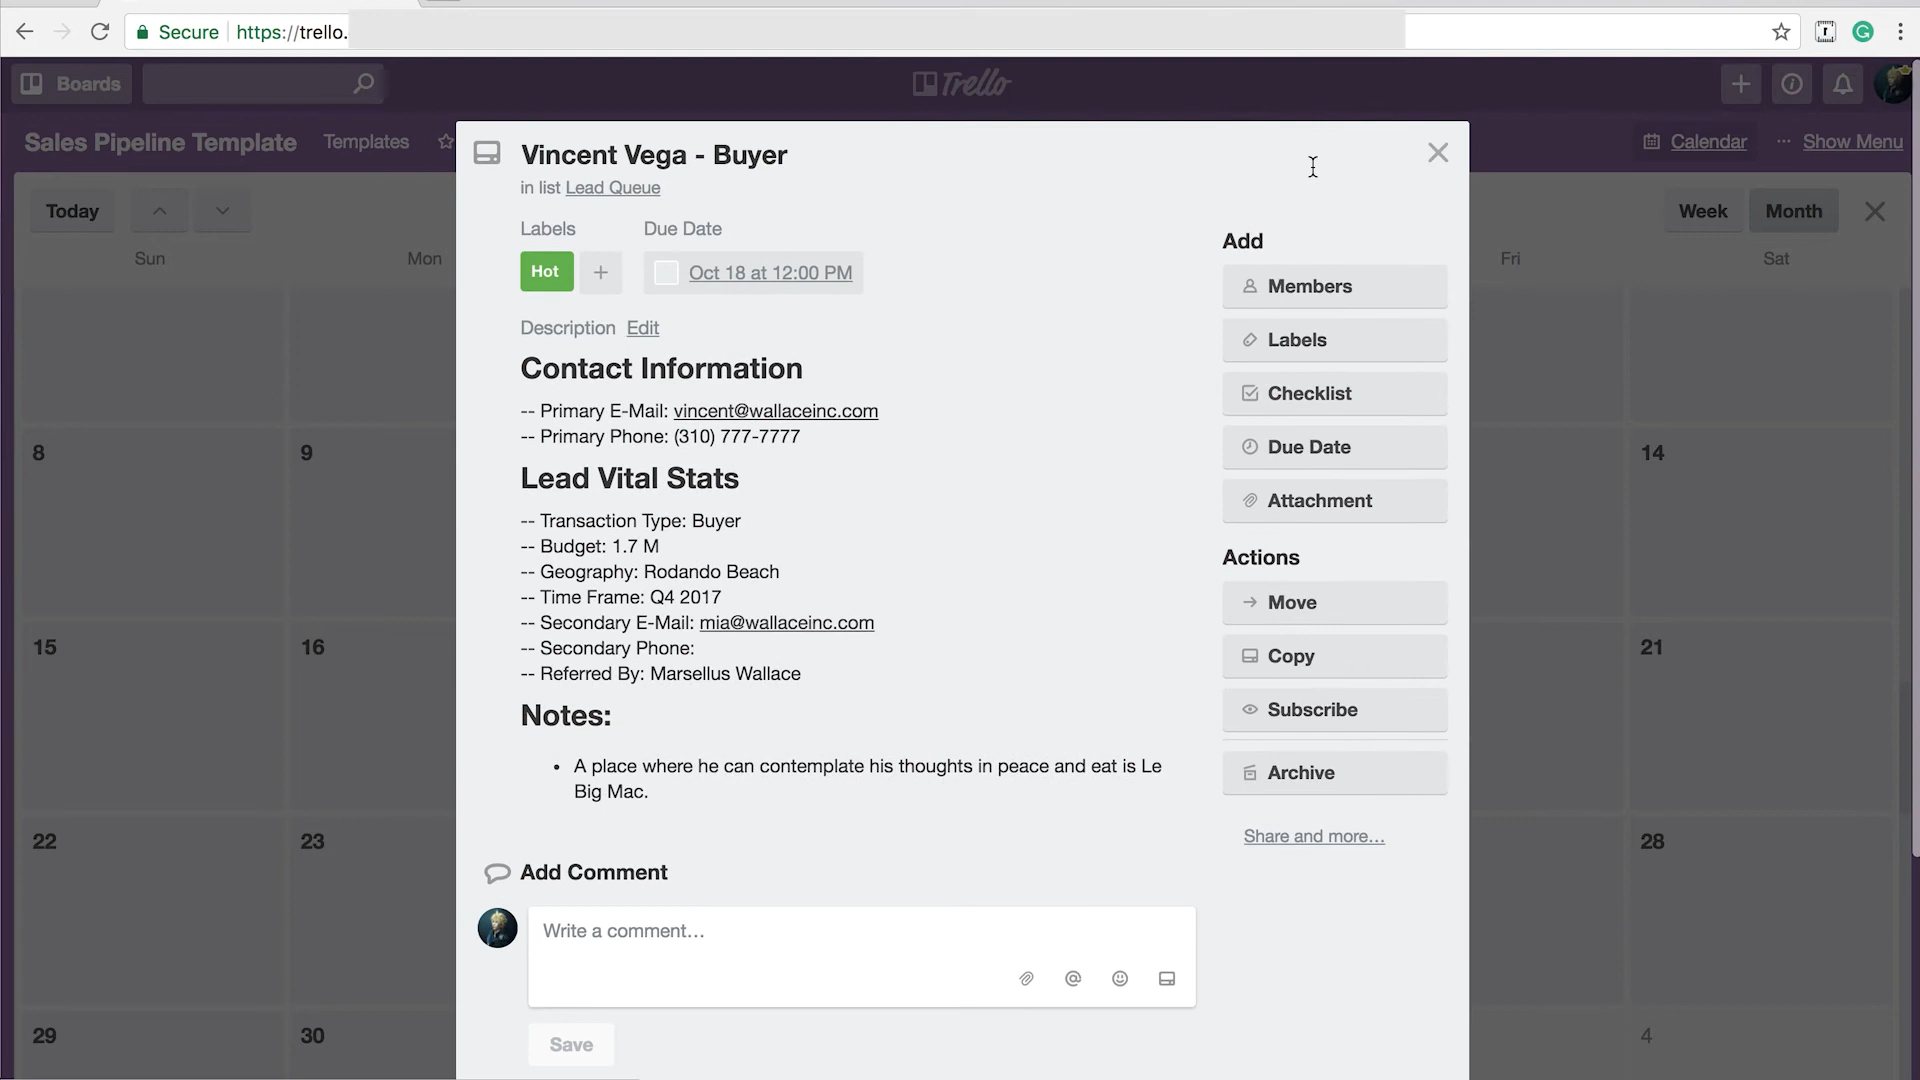 Secure https://trello.
Boards
Trello
Sales Pipeline Template Templates
Calendar ... Show Menu
Today
Week Month
Sun Mon Fri Sat
8 9 14
15 16 21
22 23 28
29 30 4
Vincent Vega - Buyer
in list Lead Queue
Labels Due Date
Hot + Oct 18 at 12:00 PM
Description Edit
Contact Information
-- Primary E-Mail: vincent@wallaceinc.com
-- Primary Phone: (310) 777-7777
Lead Vital Stats
-- Transaction Type: Buyer
-- Budget: 1.7 M
-- Geography: Rodando Beach
-- Time Frame: Q4 2017
-- Secondary E-Mail: mia@wallaceinc.com
-- Secondary Phone:
-- Referred By: Marsellus Wallace
Notes:
• A place where he can contemplate his thoughts in peace and eat is Le
Big Mac.
Add Comment
Write a comment…
Save
Add
Members
Labels
Checklist
Due Date
Attachment
Actions
Move
Copy
Subscribe
Archive
Share and more…